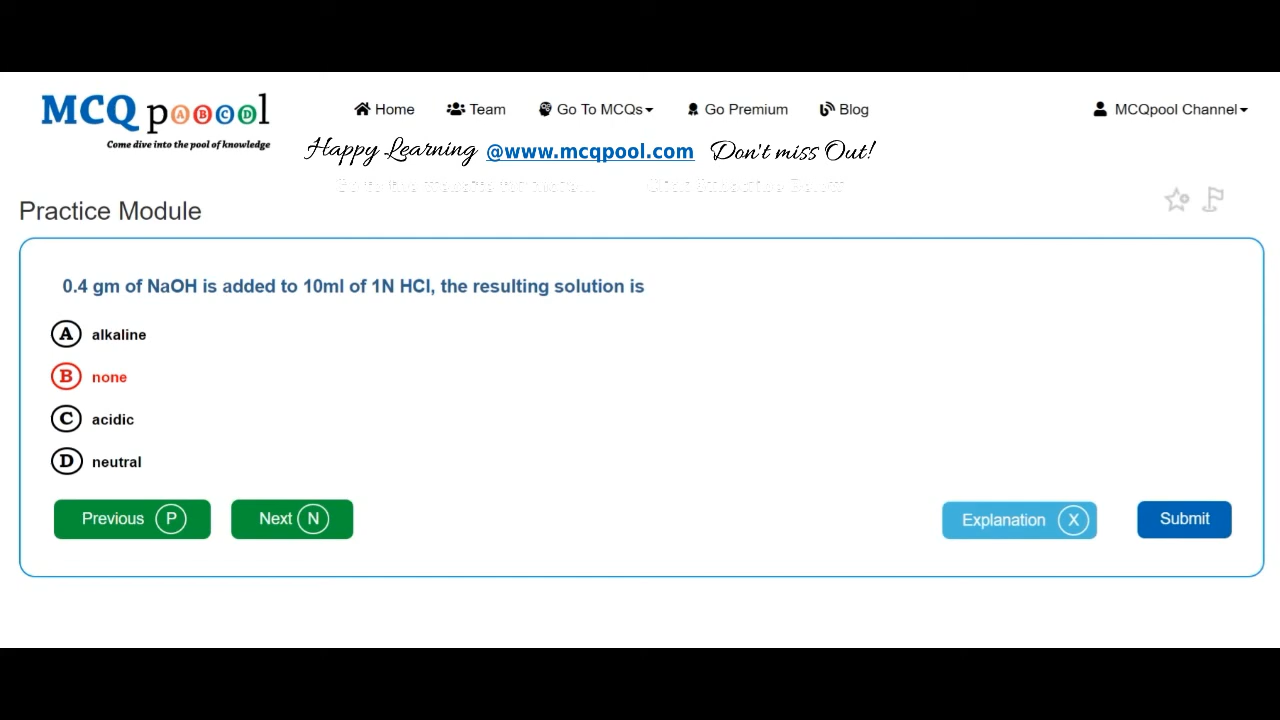 MCQ pooool
Come dive into the pool of knowledge
Home Team Go To MCQs Go Premium Blog MCQpool Channel
Happy Learning @www.mcqpool.com Don't miss Out!
Practice Module
0.4 gm of NaOH is added to 10ml of 1N HCl, the resulting solution is
A alkaline
B none
C acidic
D neutral
Previous P Next N Explanation X Submit